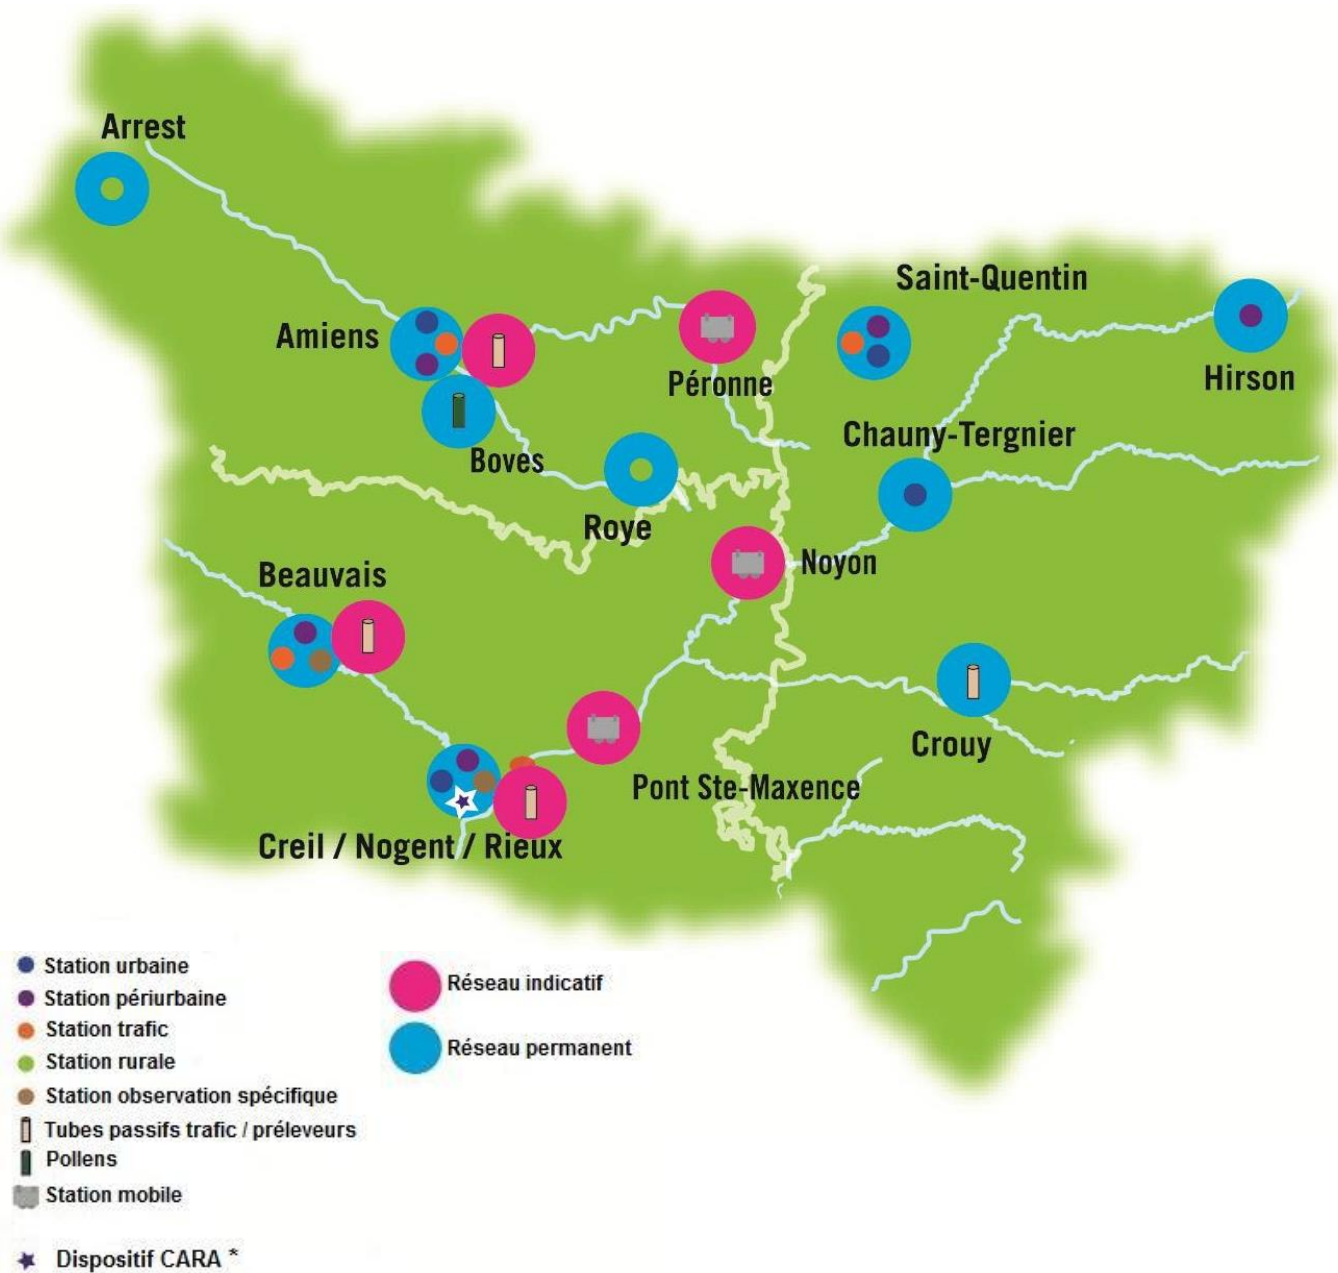 Arrest
Saint-Quentin
Amiens
Péronne
Hirson
Chauny-Tergnier
Boves
Roye
Noyon
Beauvais
Crouy
Pont Ste-Maxence
Creil / Nogent / Rieux
Station urbaine
Station périurbaine
Station trafic
Station rurale
Station observation spécifique
Tubes passifs trafic / préleveurs
Pollens
Station mobile
Dispositif CARA *
Réseau indicatif
Réseau permanent